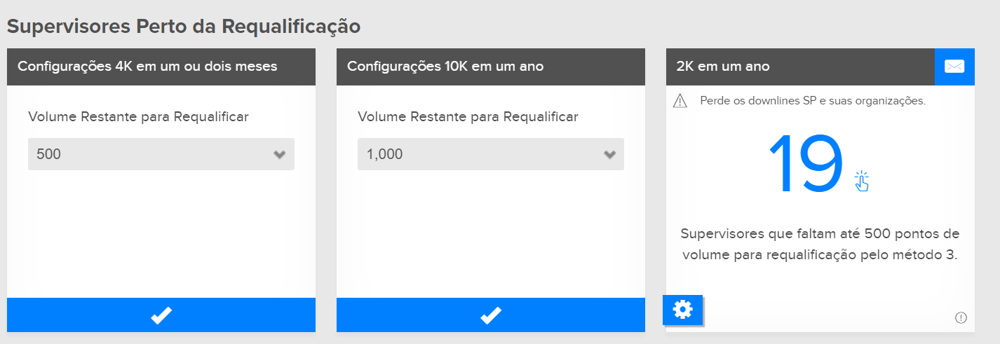 Supervisores Perto da Requalificação
Configurações 4K em um ou dois meses
Volume Restante para Requalificar
500
Configurações 10K em um ano
Volume Restante para Requalificar
1,000
2K em um ano
Perde os downlines SP e suas organizações.
19
Supervisores que faltam até 500 pontos de
volume para requalificação pelo método 3.